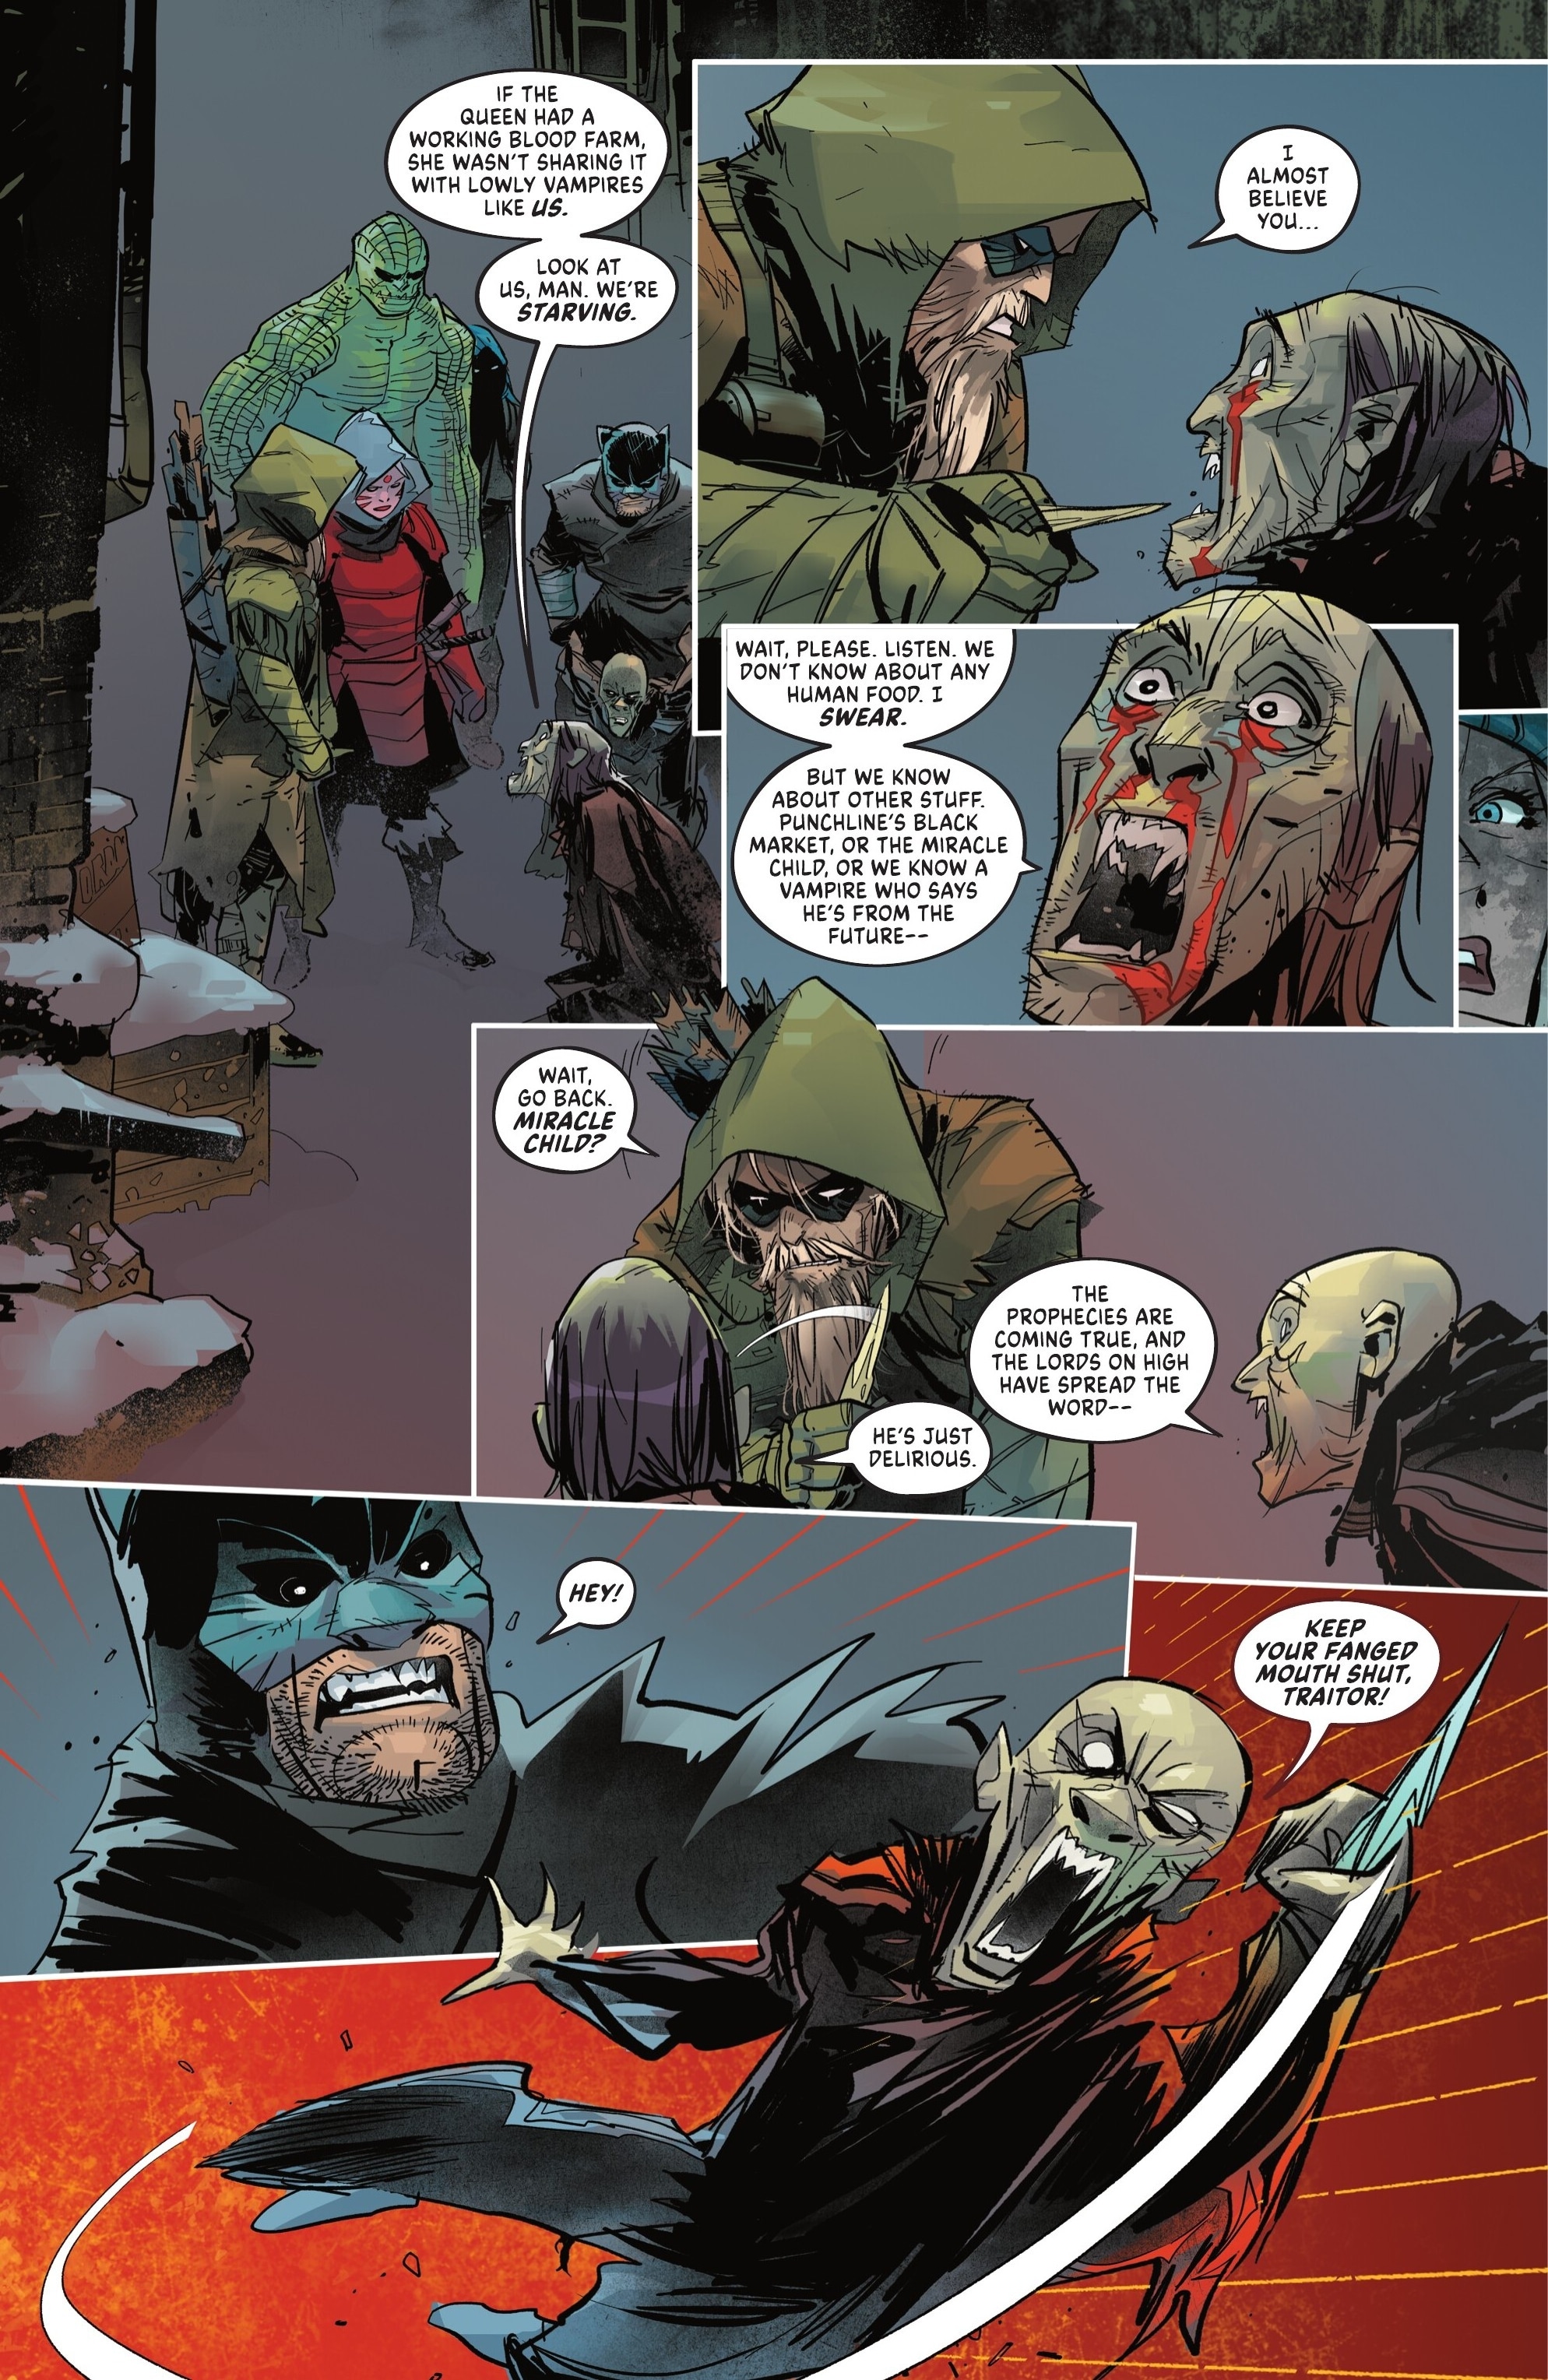 IF THE
QUEEN HAD A
WORKING BLOOD FARM,
SHE WASN'T SHARING IT
WITH LOWLY VAMPIRES
LIKE US.
LOOK AT
US, MAN. WE'RE
STARVING.
I
ALMOST
BELIEVE
YOU...
WAIT, PLEASE. LISTEN. WE
DON'T KNOW ABOUT ANY
HUMAN FOOD. I
SWEAR.
BUT WE KNOW
ABOUT OTHER STUFF.
PUNCHLINE'S BLACK
MARKET, OR THE MIRACLE
CHILD, OR WE KNOW A
VAMPIRE WHO SAYS
HE'S FROM THE
FUTURE--
WAIT,
GO BACK.
MIRACLE
CHILD?
THE
PROPHECIES ARE
COMING TRUE, AND
THE LORDS ON HIGH
HAVE SPREAD THE
WORD--
HE'S JUST
DELIRIOUS.
HEY!
KEEP
YOUR FANGED
MOUTH SHUT,
TRAITOR!